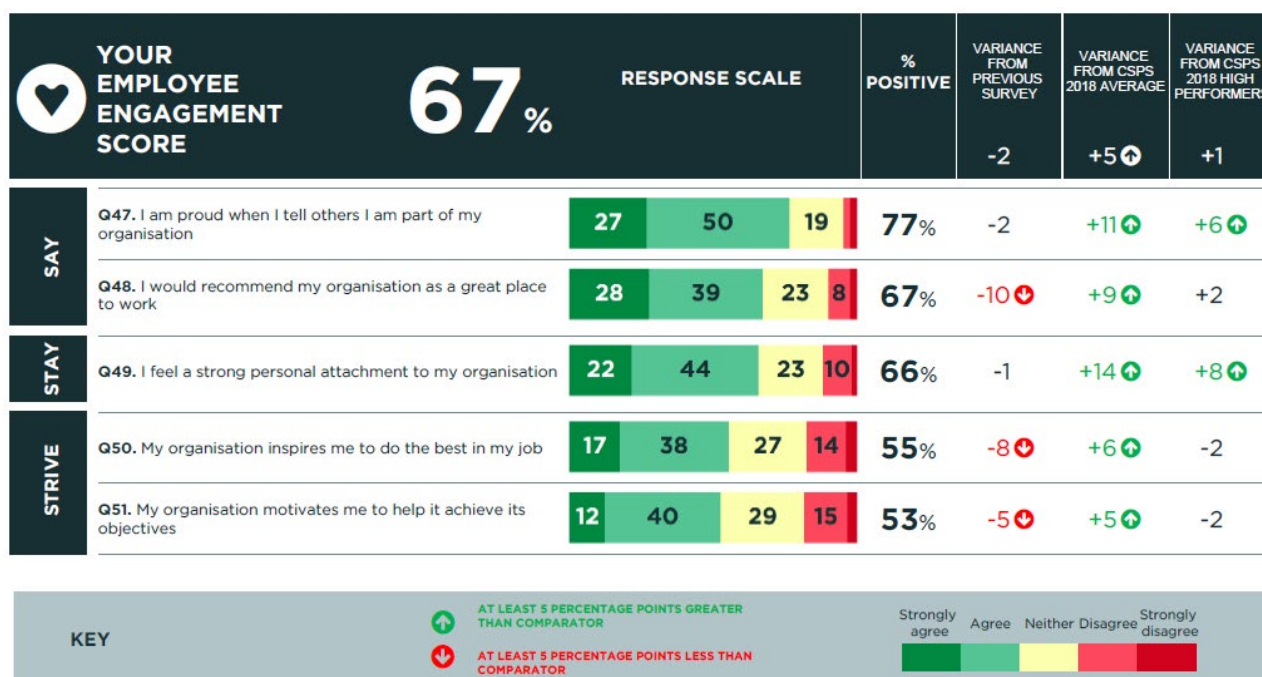 YOUR
EMPLOYEE
ENGAGEMENT
SCORE
67%
RESPONSE SCALE
%
POSITIVE
VARIANCE
FROM
PREVIOUS
SURVEY
-2
VARIANCE
FROM CSPS
2018 AVERAGE
+5
VARIANCE
FROM CSPS
2018 HIGH
PERFORMERS
+1
SAY
Q47. I am proud when I tell others I am part of my
organisation
27 50 19
77% -2 +11 +6
Q48. I would recommend my organisation as a great place
to work
28 39 23 8
67% -10 +9 +2
STAY
Q49. I feel a strong personal attachment to my organisation
22 44 23 10
66% -1 +14 +8
STRIVE
Q50. My organisation inspires me to do the best in my job
17 38 27 14
55% -8 +6 -2
Q51. My organisation motivates me to help it achieve its
objectives
12 40 29 15
53% -5 +5 -2
KEY
AT LEAST 5 PERCENTAGE POINTS GREATER
THAN COMPARATOR
AT LEAST 5 PERCENTAGE POINTS LESS THAN
COMPARATOR
Strongly
agree
Agree
Neither
Disagree
Strongly
disagree